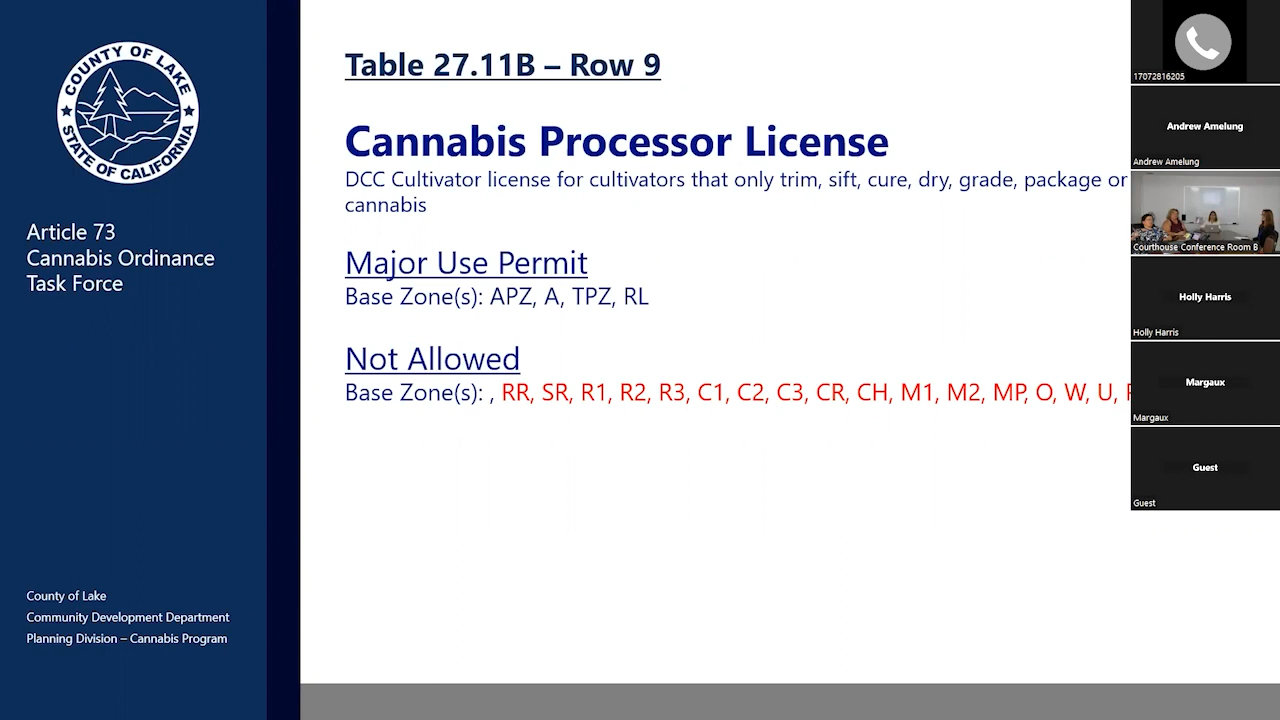 COUNTY OF LAKE
STATE OF CALIFORNIA
Article 73
Cannabis Ordinance
Task Force
County of Lake
Community Development Department
Planning Division – Cannabis Program
Table 27.11B – Row 9
Cannabis Processor License
DCC Cultivator license for cultivators that only trim, sift, cure, dry, grade, package or
cannabis
Major Use Permit
Base Zone(s): APZ, A, TPZ, RL
Not Allowed
Base Zone(s): , RR, SR, R1, R2, R3, C1, C2, C3, CR, CH, M1, M2, MP, O, W, U,
17072816205
Andrew Amelung
Andrew Amelung
Courthouse Conference Room B
Holly Harris
Holly Harris
Margaux
Margaux
Guest
Guest